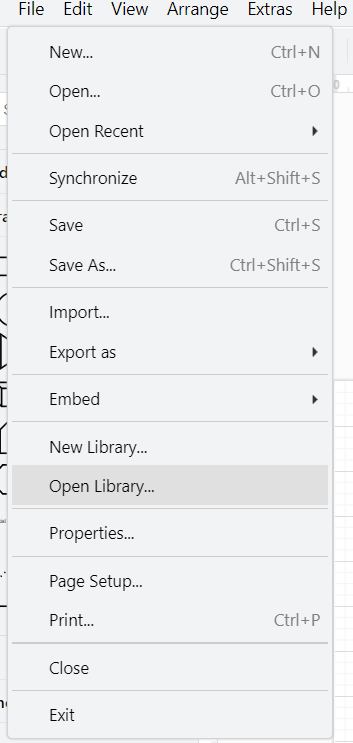 File Edit View Arrange Extras Help
New... Ctrl+N
Open... Ctrl+O
Open Recent
Synchronize Alt+Shift+S
Save Ctrl+S
Save As... Ctrl+Shift+S
Import...
Export as
Embed
New Library...
Open Library...
Properties...
Page Setup...
Print... Ctrl+P
Close
Exit